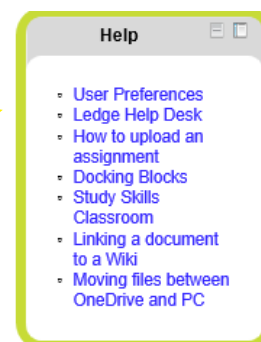 Help
User Preferences
Ledge Help Desk
How to upload an
assignment
Docking Blocks
Study Skills
Classroom
Linking a document
to a Wiki
Moving files between
OneDrive and PC